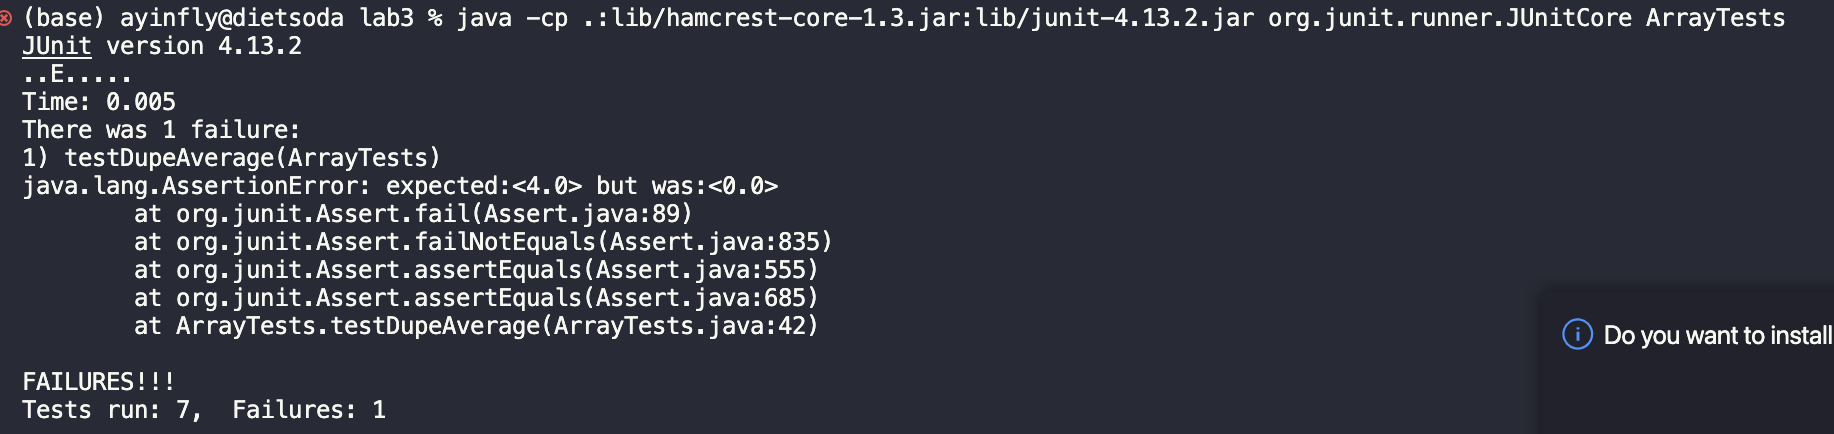 (base) ayinfly@dietsoda lab3 % java -cp .:lib/hamcrest-core-1.3.jar:lib/junit-4.13.2.jar org.junit.runner.JUnitCore ArrayTests
JUnit version 4.13.2
..E.....
Time: 0.005
There was 1 failure:
1) testDupeAverage(ArrayTests)
java.lang.AssertionError: expected:<4.0> but was:<0.0>
        at org.junit.Assert.fail(Assert.java:89)
        at org.junit.Assert.failNotEquals(Assert.java:835)
        at org.junit.Assert.assertEquals(Assert.java:555)
        at org.junit.Assert.assertEquals(Assert.java:685)
        at ArrayTests.testDupeAverage(ArrayTests.java:42)
Do you want to install
FAILURES!!!
Tests run: 7,  Failures: 1